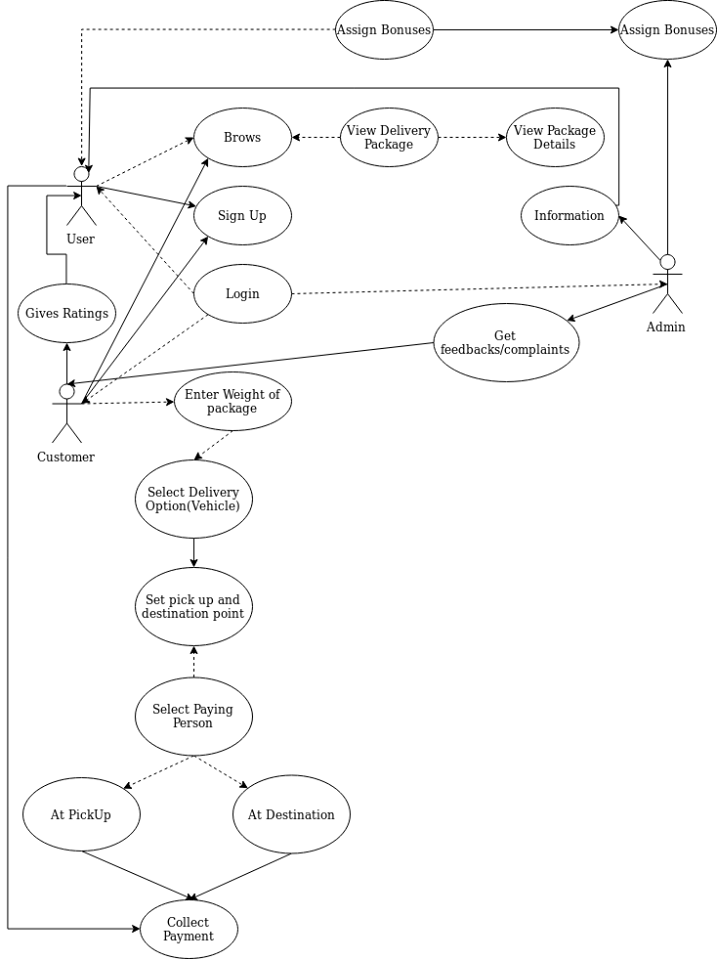 Assign Bonuses
Assign Bonuses
Brows
View Delivery
Package
View Package
Details
User
Sign Up
Information
Login
Gives Ratings
Admin
Get
feedbacks/complaints
Enter Weight of
package
Customer
Select Delivery
Option(Vehicle)
Set pick up and
destination point
Select Paying
Person
At PickUp
At Destination
Collect
Payment